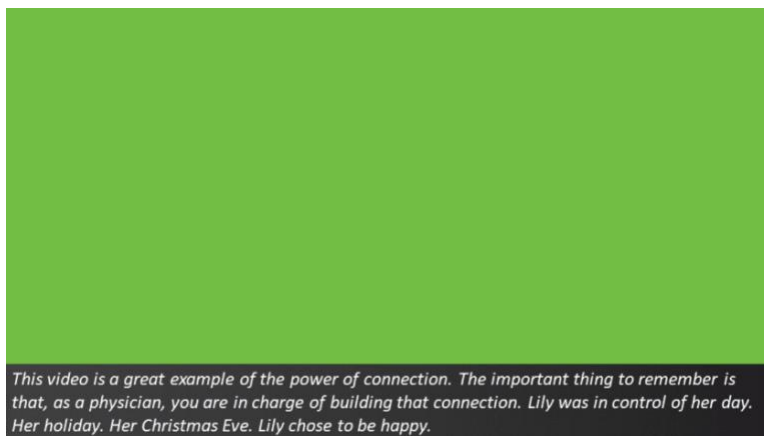 This video is a great example of the power of connection. The important thing to remember is
that, as a physician, you are in charge of building that connection. Lily was in control of her day.
Her holiday. Her Christmas Eve. Lily chose to be happy.